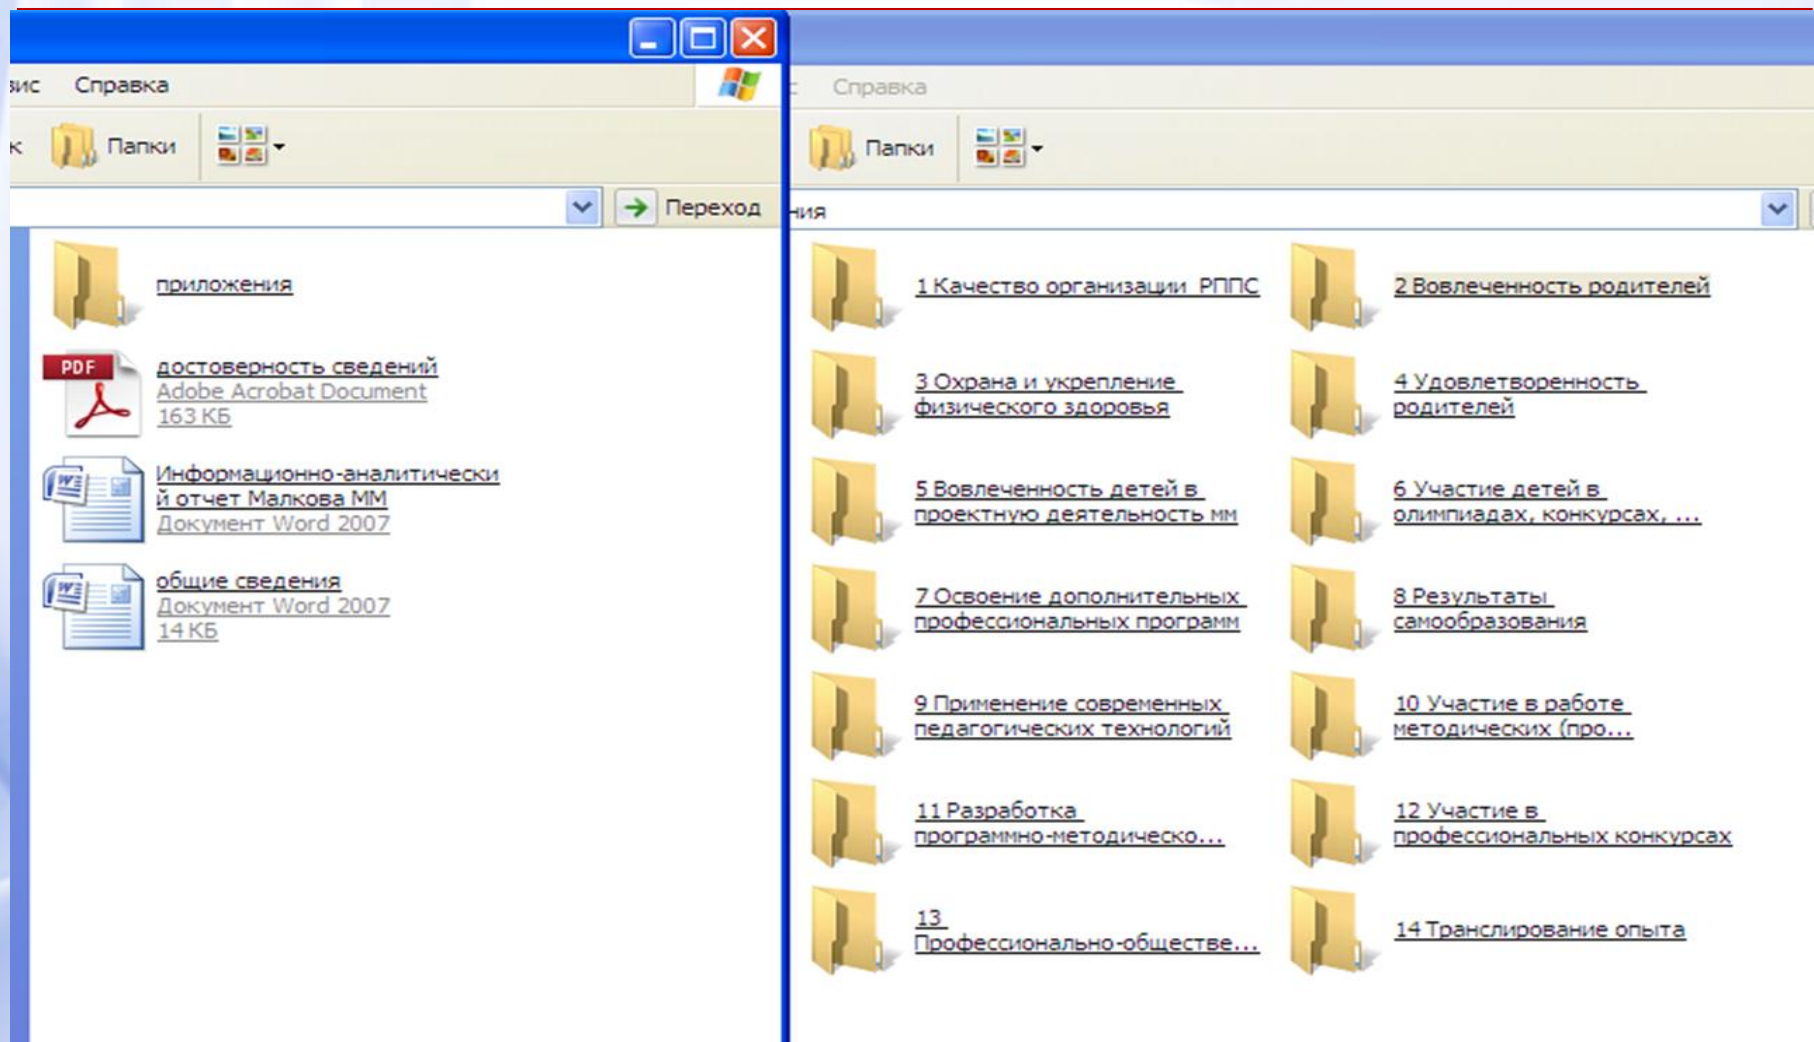 вис Справка
к Папки
Переход
приложения
PDF
достоверность сведений
Adobe Acrobat Document
163 КБ
Информационно-аналитически
й отчет Малкова ММ
Документ Word 2007
общие сведения
Документ Word 2007
14 КБ
с Справка
Папки
ния
1 Качество организации РППС
2 Вовлеченность родителей
3 Охрана и укрепление
физического здоровья
4 Удовлетворенность
родителей
5 Вовлеченность детей в
проектную деятельность мм
6 Участие детей в
олимпиадах, конкурсах, ...
7 Освоение дополнительных
профессиональных программ
8 Результаты
самообразования
9 Применение современных
педагогических технологий
10 Участие в работе
методических (про...
11 Разработка
программно-методическо...
12 Участие в
профессиональных конкурсах
13
Профессионально-обществе...
14 Транслирование опыта